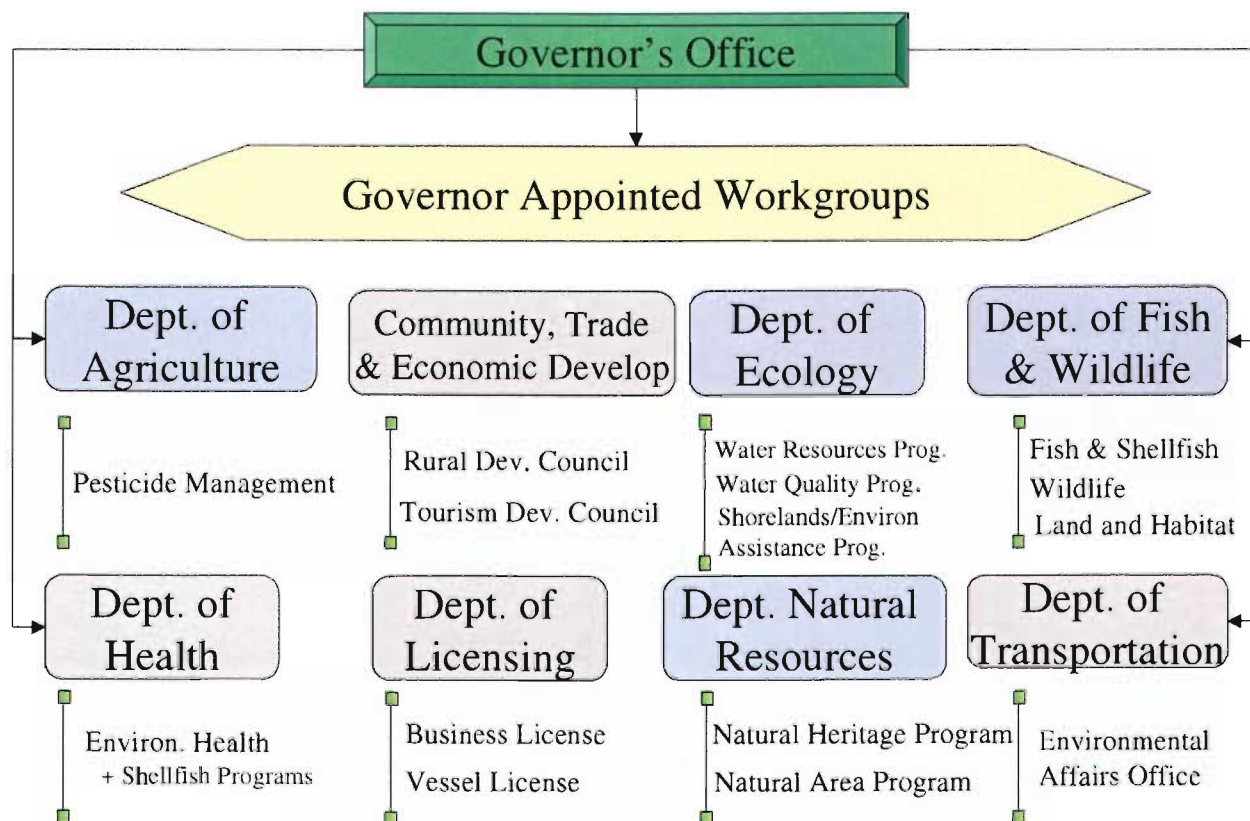 Governor's Office
Governor Appointed Workgroups
Dept. of
Agriculture
Community, Trade
& Economic Develop
Dept. of
Ecology
Dept. of Fish
& Wildlife
Pesticide Management
Rural Dev. Council
Tourism Dev. Council
Water Resources Prog.
Water Quality Prog.
Shorelands/Environ
Assistance Prog.
Fish & Shellfish
Wildlife
Land and Habitat
Dept. of
Health
Dept. of
Licensing
Dept. Natural
Resources
Dept. of
Transportation
Environ. Health
+ Shellfish Programs
Business License
Vessel License
Natural Heritage Program
Natural Area Program
Environmental
Affairs Office